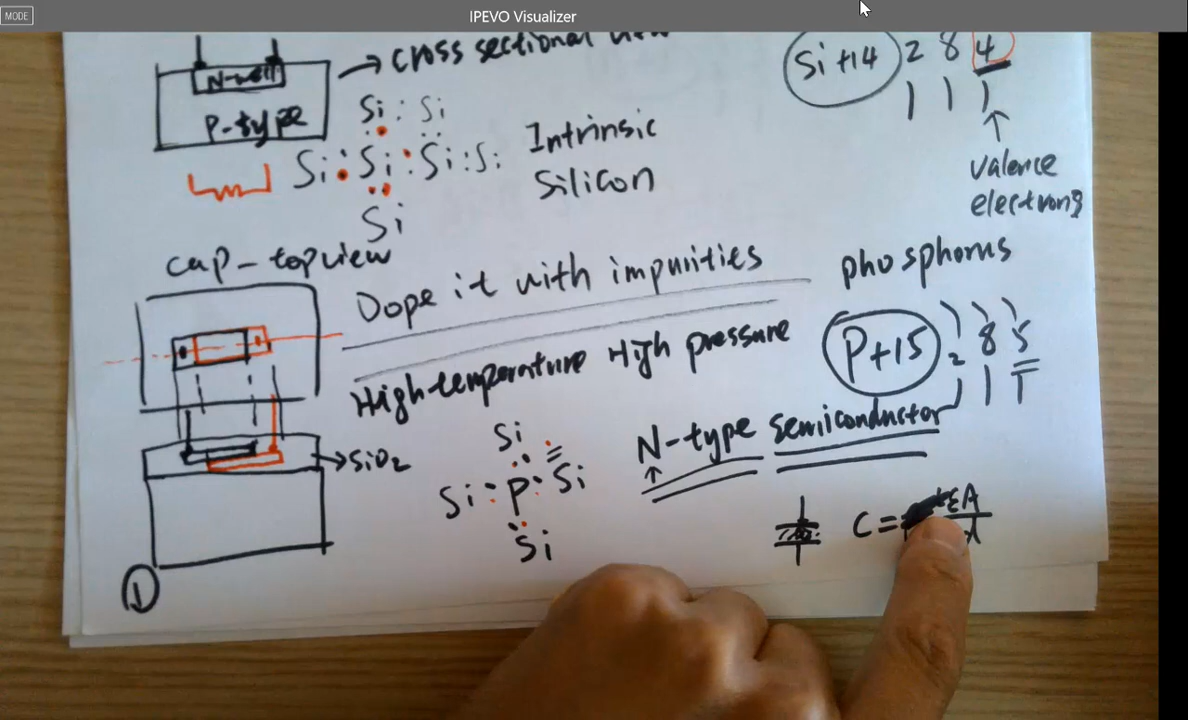 MODE
IPEVO Visualizer
→ cross sectional view
N-well
P-type
Si : Si
Si : Si : Si : Si
Si
Intrinsic
Silicon
Si +14 2 8 4
valence
electrons
cap-topview
Dope it with impurities
High-temperature High pressure
phosphorus
P+15 2 8 5
N-type semiconductor
→SiO2
Si
Si : P : Si
Si
C = εA
d
1